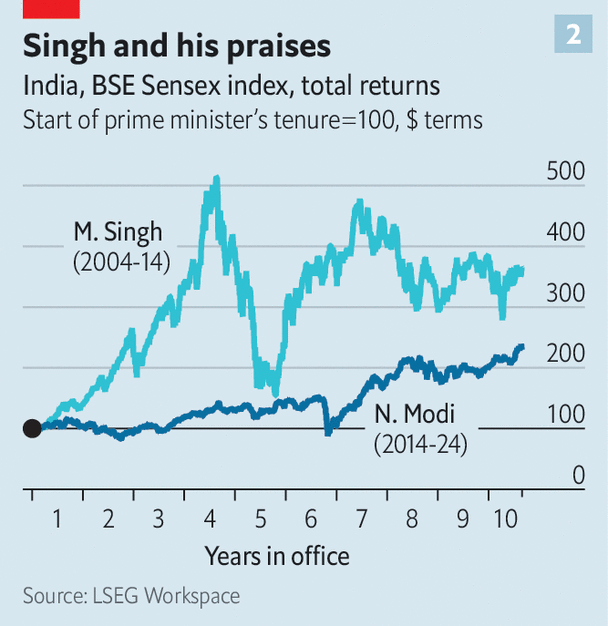 2
Singh and his praises
India, BSE Sensex index, total returns
Start of prime minister’s tenure=100, $ terms
500
400
300
200
100
0
M. Singh
(2004-14)
N. Modi
(2014-24)
1 2 3 4 5 6 7 8 9 10
Years in office
Source: LSEG Workspace